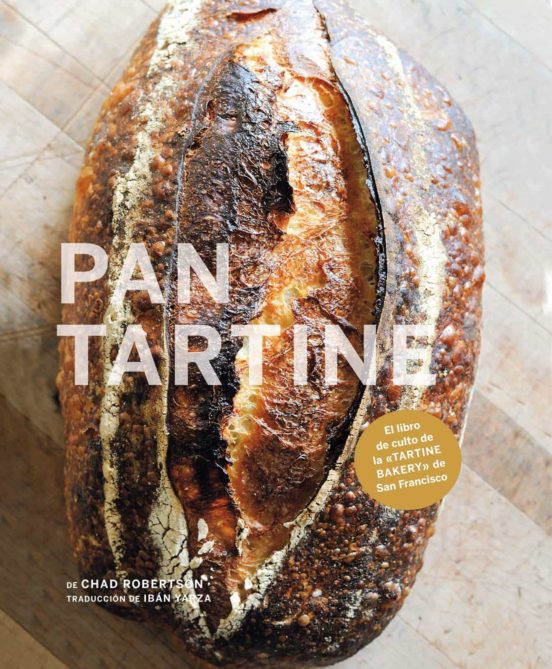 PAN
TARTINE
El libro
de culto de
la «TARTINE
BAKERY» de
San Francisco
DE CHAD ROBERTSON
TRADUCCIÓN DE IBÁN YARZA